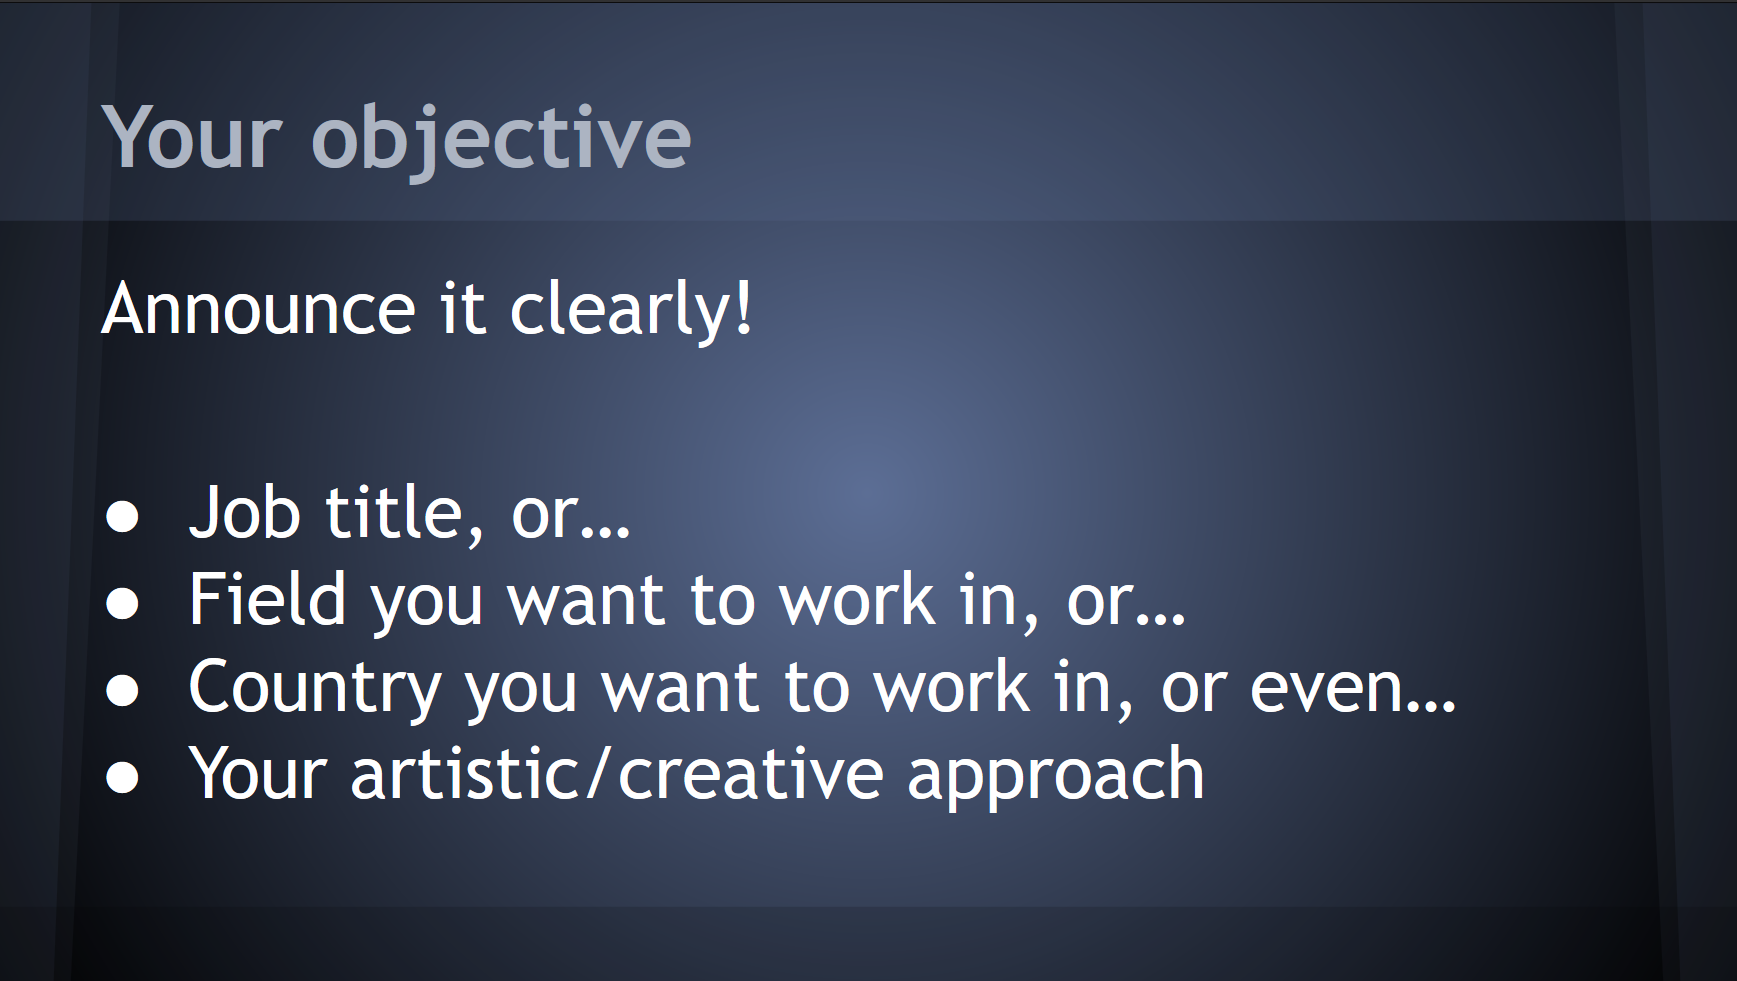 Your objective
Announce it clearly!
● Job title, or…
● Field you want to work in, or…
● Country you want to work in, or even…
● Your artistic/creative approach